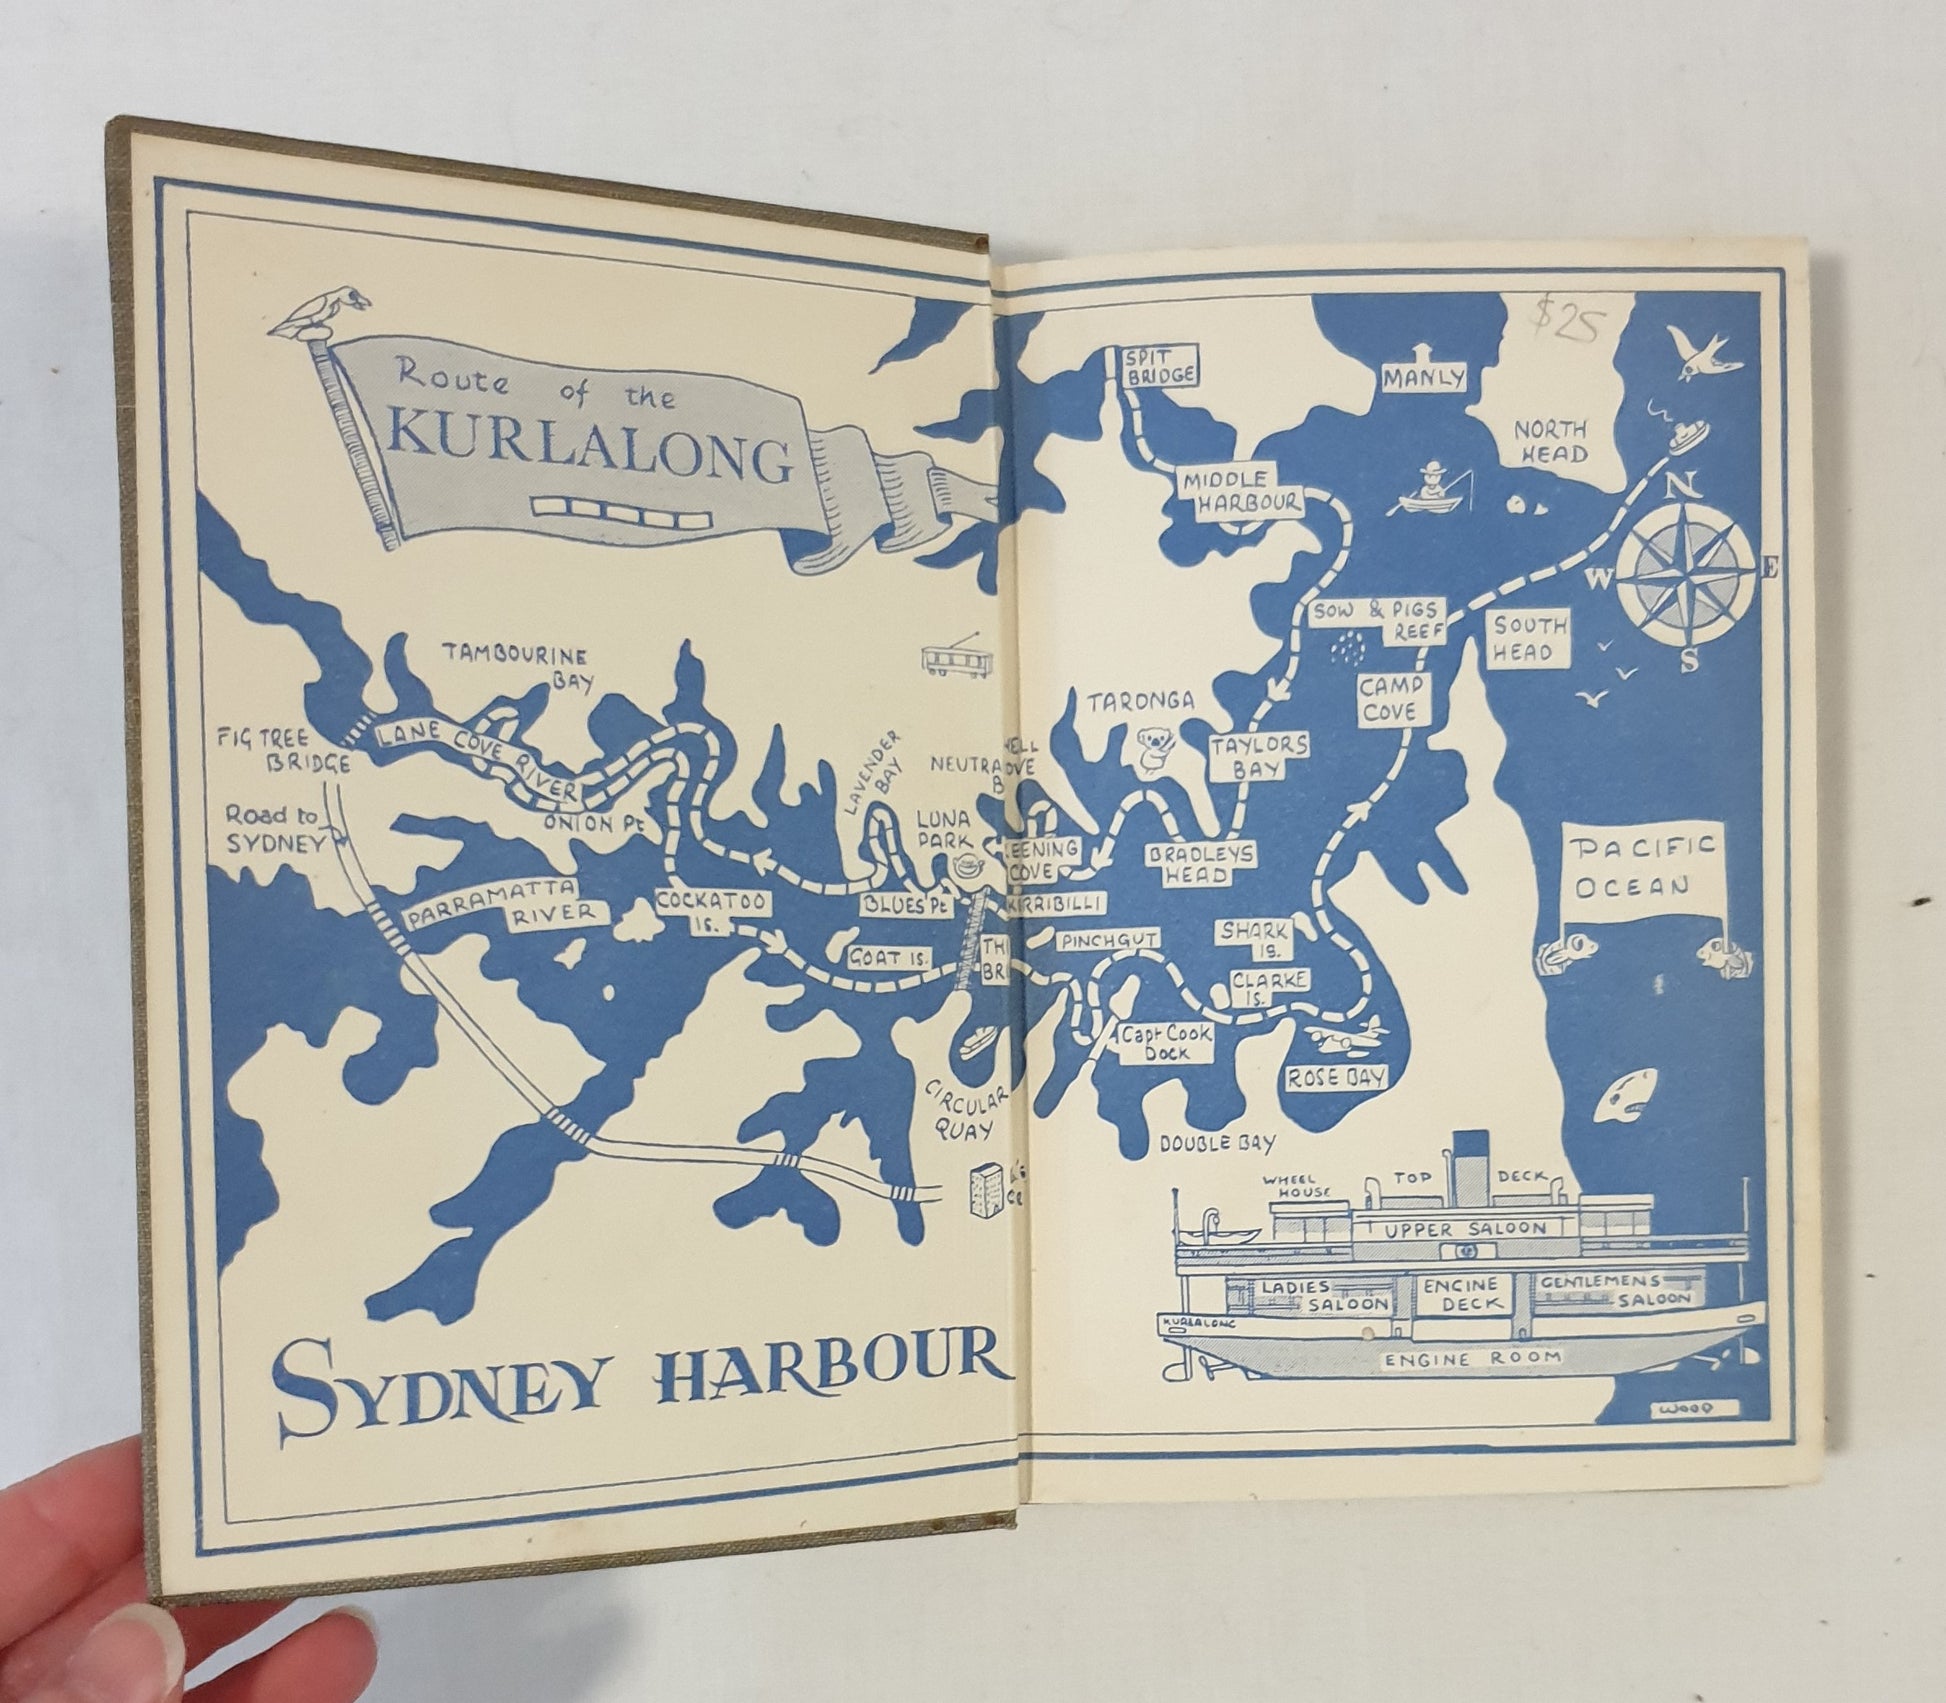 Route of the
KURLALONG
TAMBOURINE
BAY
FIG TREE
BRIDGE
LANE COVE RIVER
Road to
SYDNEY
ONION Pt
PARRAMATTA
RIVER
COCKATOO
IS.
LAVENDER
BAY
LUNA
PARK
BLUES Pt
GOAT IS.
CIRCULAR
QUAY
SYDNEY HARBOUR
$25
SPIT
BRIDGE
MANLY
NORTH
HEAD
MIDDLE
HARBOUR
N
W
E
S
SOW & PIGS
REEF
SOUTH
HEAD
CAMP
COVE
TARONGA
TAYLORS
BAY
BRADLEYS
HEAD
COVE
PINCHGUT
SHARK
IS.
CLARKE
IS.
Capt Cook
Dock
ROSE BAY
DOUBLE BAY
PACIFIC
OCEAN
WHEEL
HOUSE
TOP DECK
UPPER SALOON
LADIES
SALOON
ENGINE
DECK
GENTLEMENS
SALOON
KURLALONG
ENGINE ROOM
WOOD